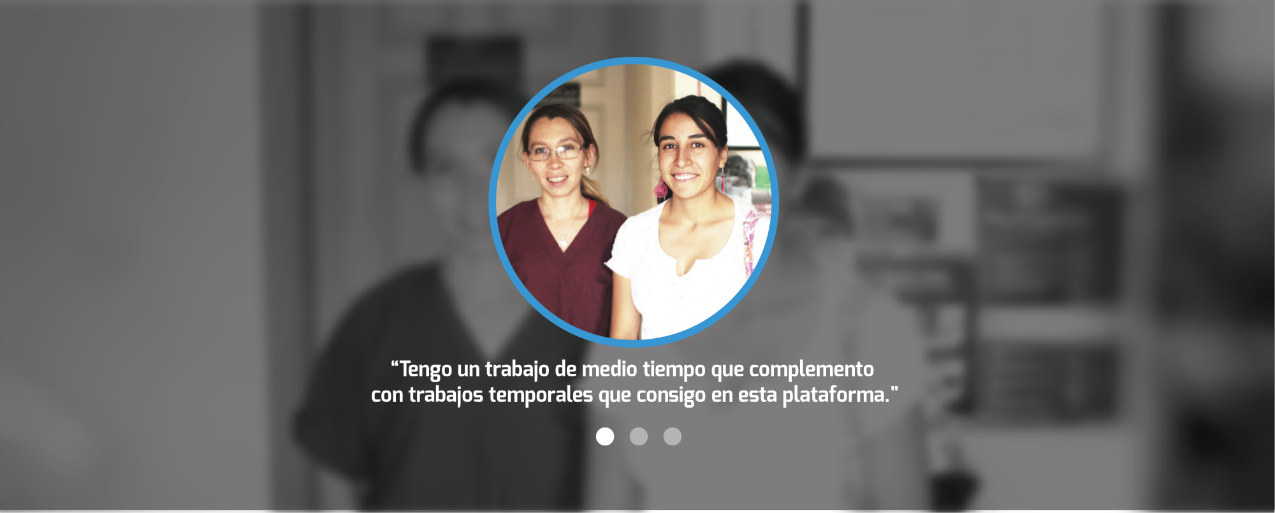 “Tengo un trabajo de medio tiempo que complemento
con trabajos temporales que consigo en esta plataforma.”